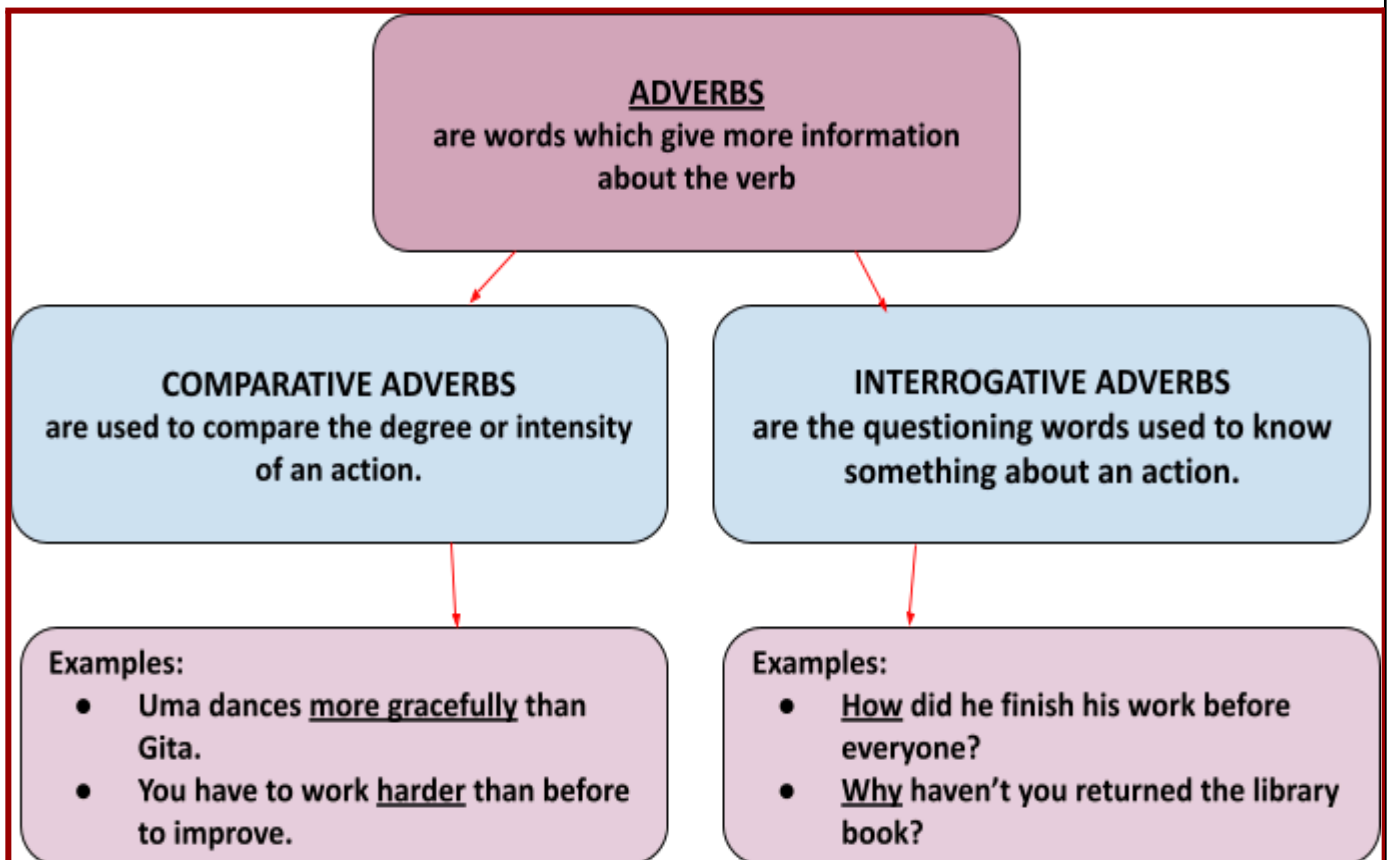 ADVERBS
are words which give more information
about the verb
COMPARATIVE ADVERBS
are used to compare the degree or intensity
of an action.
INTERROGATIVE ADVERBS
are the questioning words used to know
something about an action.
Examples:
● Uma dances more gracefully than
Gita.
● You have to work harder than before
to improve.
Examples:
● How did he finish his work before
everyone?
● Why haven’t you returned the library
book?